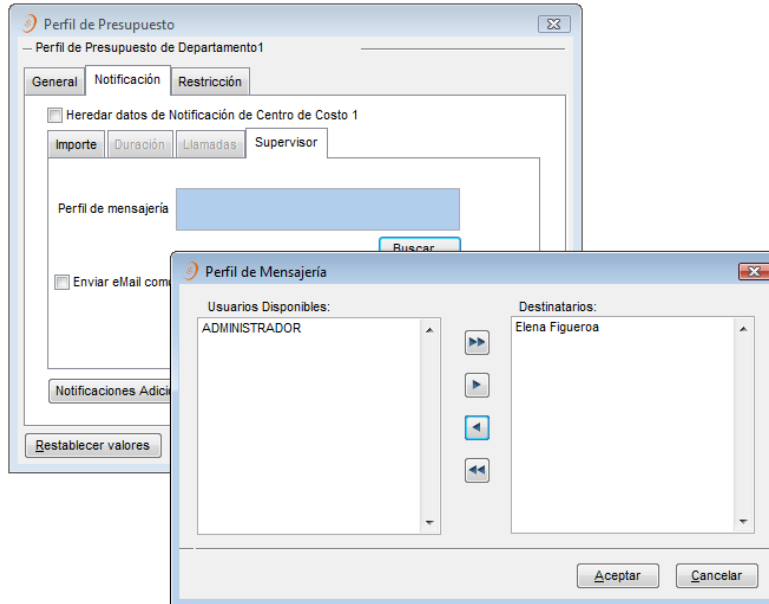 Perfil de Presupuesto
Perfil de Presupuesto de Departamento1
General Notificación Restricción
Heredar datos de Notificación de Centro de Costo 1
Importe Duración Llamadas Supervisor
Perfil de mensajería
Buscar...
Enviar eMail
Notificaciones
Restablecer valores
Perfil de Mensajería
Usuarios Disponibles: Destinatarios:
ADMINISTRADOR Elena Figueroa
Aceptar Cancelar